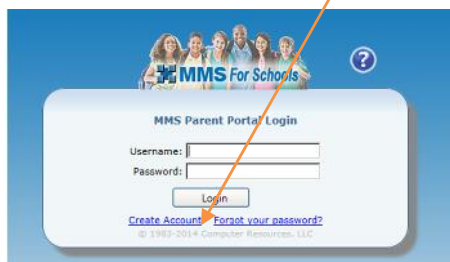 MMS For Schools
?
MMS Parent Portal Login
Username:
Password:
Login
Create Account Forgot your password?
© 1983-2014 Computer Resources, LLC